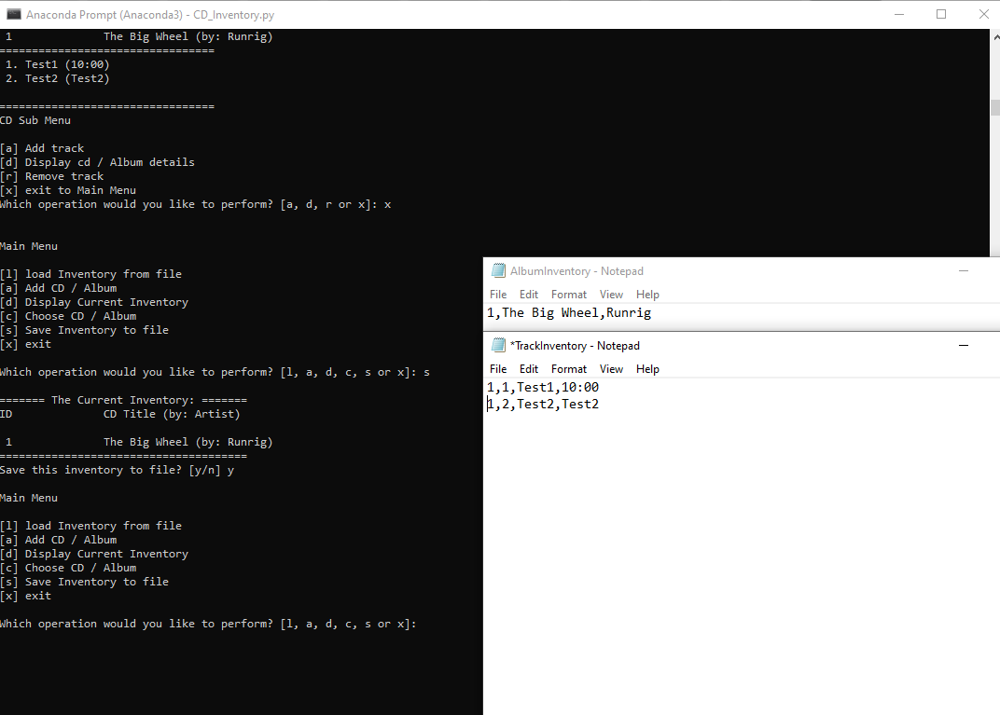 Anaconda Prompt (Anaconda3) - CD_Inventory.py
1 The Big Wheel (by: Runrig)
=================================
1. Test1 (10:00)
2. Test2 (Test2)
=================================
CD Sub Menu
[a] Add track
[d] Display cd / Album details
[r] Remove track
[x] exit to Main Menu
Which operation would you like to perform? [a, d, r or x]: x
Main Menu
[l] load Inventory from file
[a] Add CD / Album
[d] Display Current Inventory
[c] Choose CD / Album
[s] Save Inventory to file
[x] exit
Which operation would you like to perform? [l, a, d, c, s or x]: s
======= The Current Inventory: =======
ID CD Title (by: Artist)
1 The Big Wheel (by: Runrig)
======================================
Save this inventory to file? [y/n] y
Main Menu
[l] load Inventory from file
[a] Add CD / Album
[d] Display Current Inventory
[c] Choose CD / Album
[s] Save Inventory to file
[x] exit
Which operation would you like to perform? [l, a, d, c, s or x]:
AlbumInventory - Notepad
File Edit Format View Help
1,The Big Wheel,Runrig
*TrackInventory - Notepad
File Edit Format View Help
1,1,Test1,10:00
1,2,Test2,Test2